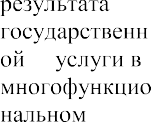 результата
государственн
ой услуги в
многофункцио
нальном